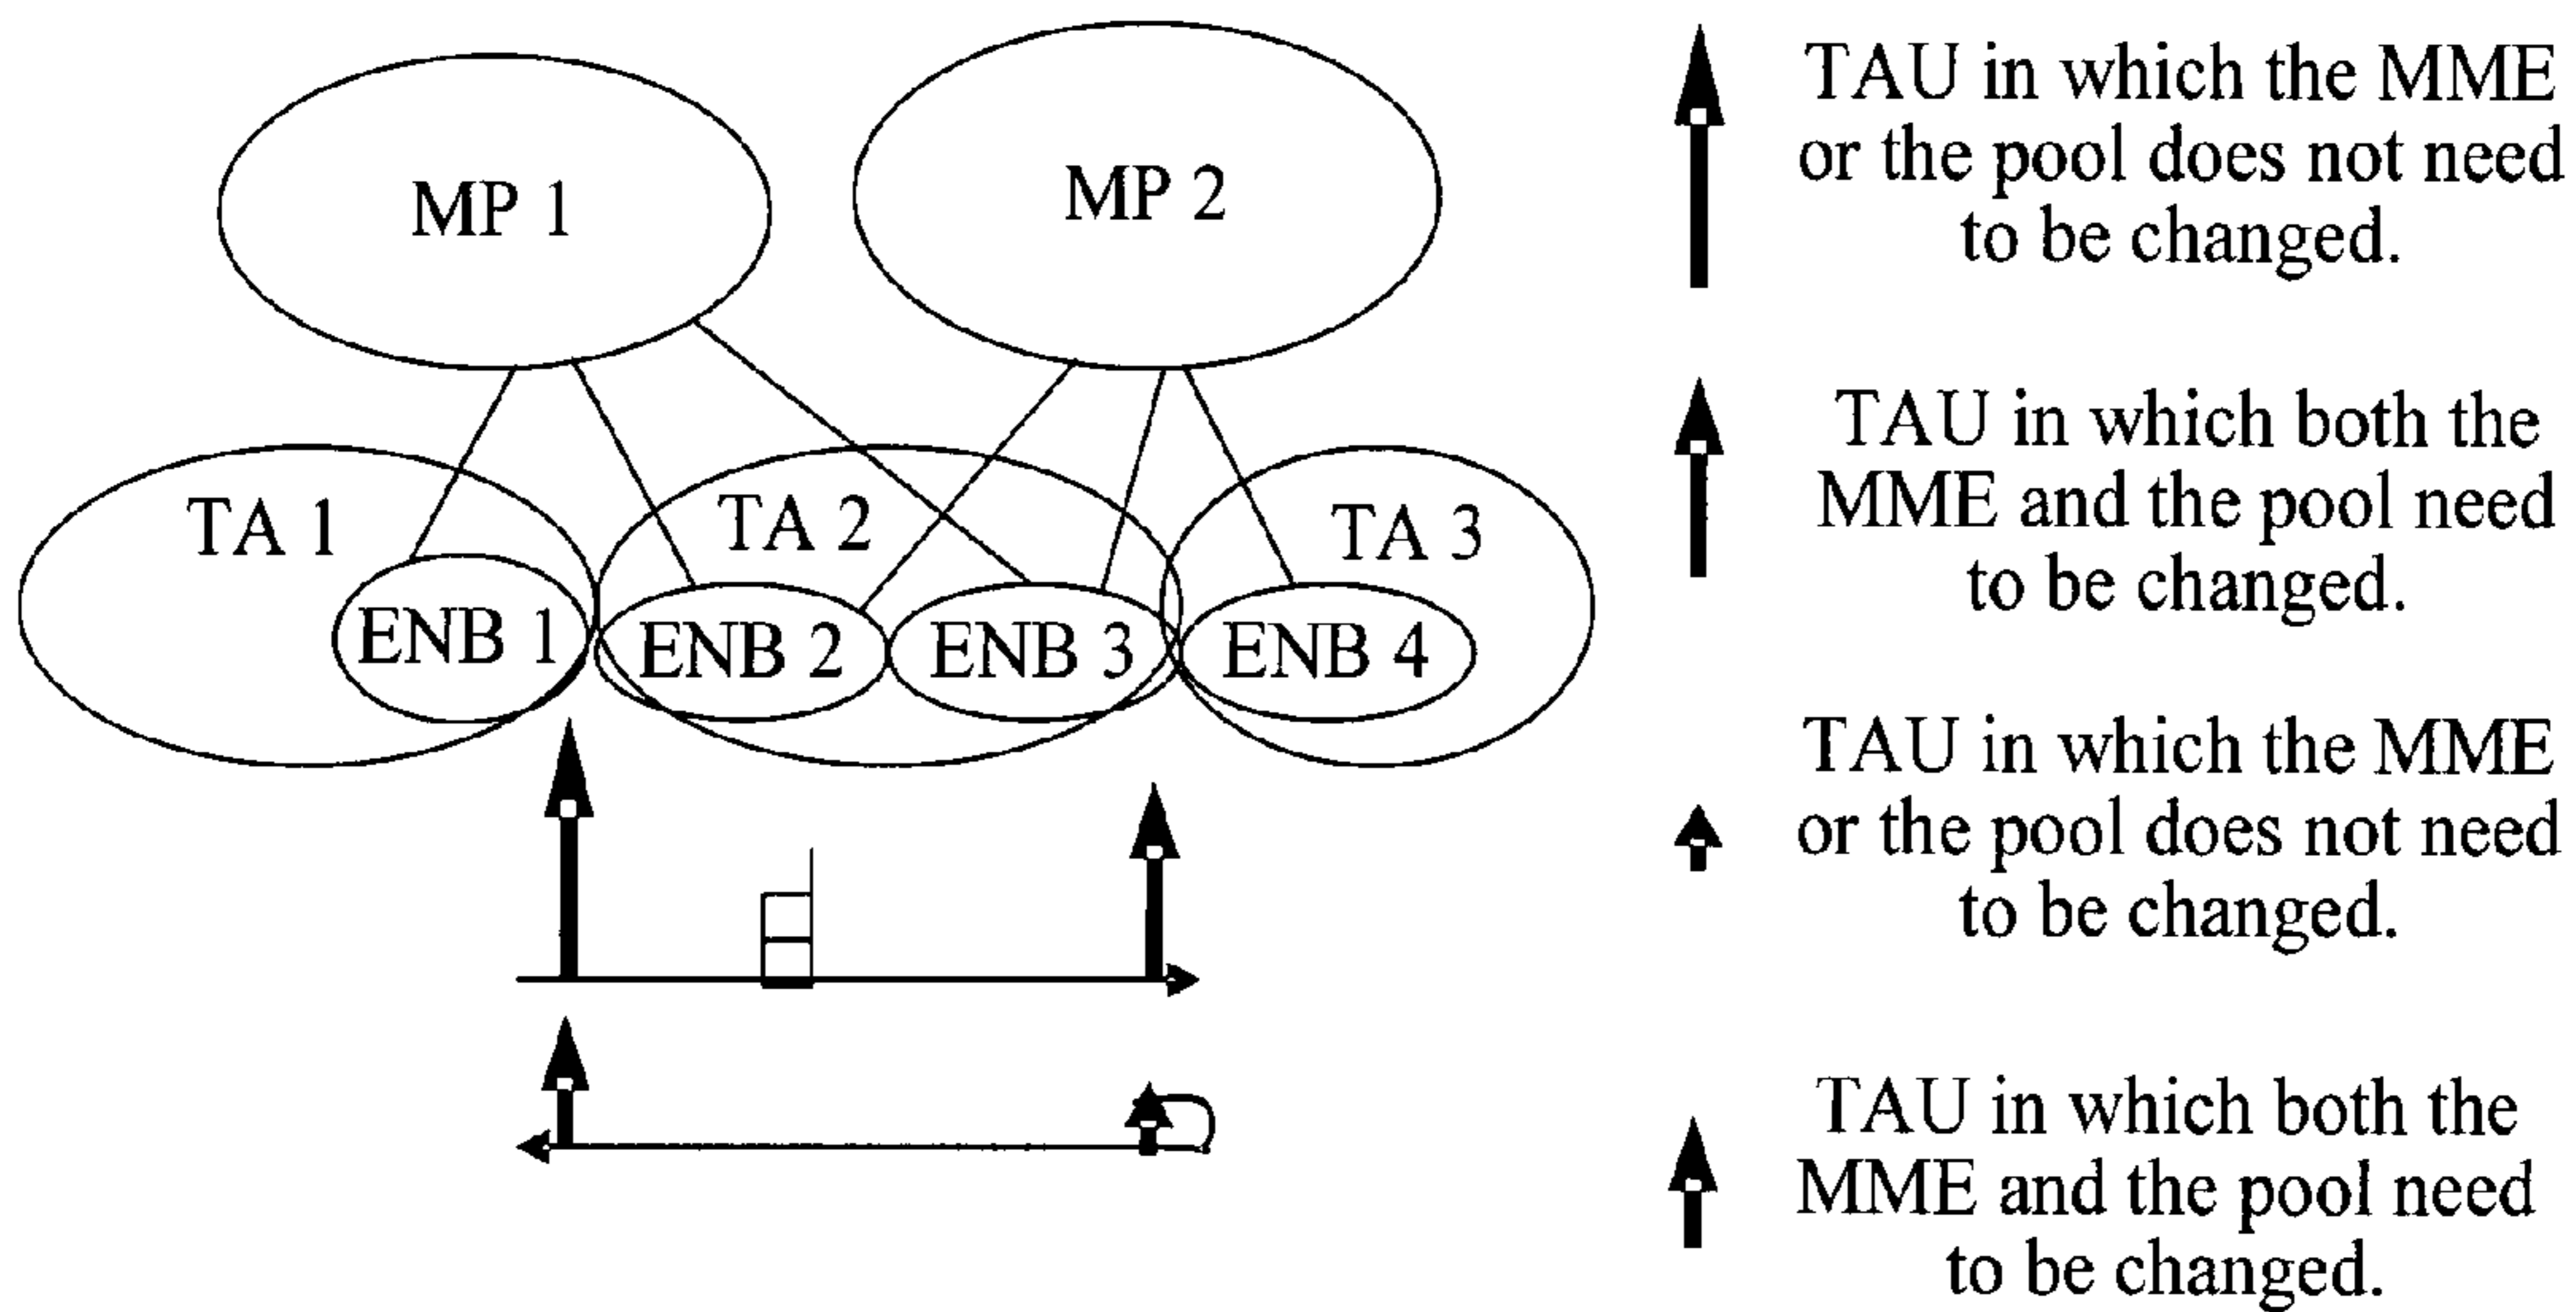 MP 1
MP 2
TA 1
TA 2
TA 3
ENB 1
ENB 2
ENB 3
ENB 4
TAU in which the MME
or the pool does not need
to be changed.
TAU in which both the
MME and the pool need
to be changed.
TAU in which the MME
or the pool does not need
to be changed.
TAU in which both the
MME and the pool need
to be changed.